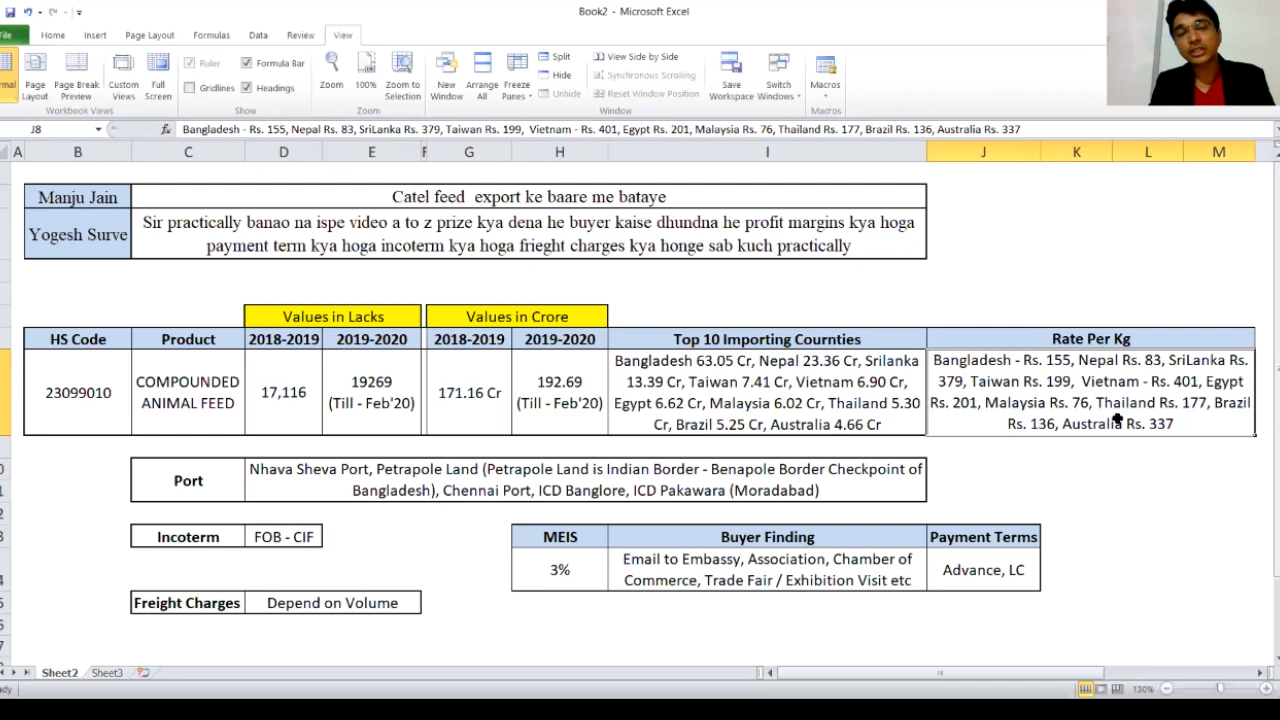 Book2 - Microsoft Excel
File Home Insert Page Layout Formulas Data Review View
Page Layout
Page Break Preview
Custom Views
Full Screen
Workbook Views
Ruler
Formula Bar
Gridlines
Headings
Show
Zoom
100%
Zoom to Selection
Zoom
New Window
Arrange All
Freeze Panes
Split
Hide
Unhide
View Side by Side
Synchronous Scrolling
Reset Window Position
Window
Save Workspace
Switch Windows
Macros
Macros
J8 fx Bangladesh - Rs. 155, Nepal Rs. 83, SriLanka Rs. 379, Taiwan Rs. 199, Vietnam - Rs. 401, Egypt Rs. 201, Malaysia Rs. 76, Thailand Rs. 177, Brazil Rs. 136, Australia Rs. 337
A B C D E F G H I J K L M
Manju Jain
Catel feed export ke baare me bataye
Yogesh Surve
Sir practically banao na ispe video a to z prize kya dena he buyer kaise dhundna he profit margins kya hoga
payment term kya hoga incoterm kya hoga frieght charges kya honge sab kuch practically
Values in Lacks
Values in Crore
HS Code
Product
2018-2019
2019-2020
2018-2019
2019-2020
Top 10 Importing Cournties
Rate Per Kg
23099010
COMPOUNDED
ANIMAL FEED
17,116
19269
(Till - Feb'20)
171.16 Cr
192.69
(Till - Feb'20)
Bangladesh 63.05 Cr, Nepal 23.36 Cr, Srilanka
13.39 Cr, Taiwan 7.41 Cr, Vietnam 6.90 Cr,
Egypt 6.62 Cr, Malaysia 6.02 Cr, Thailand 5.30
Cr, Brazil 5.25 Cr, Australia 4.66 Cr
Bangladesh - Rs. 155, Nepal Rs. 83, SriLanka Rs.
379, Taiwan Rs. 199, Vietnam - Rs. 401, Egypt
Rs. 201, Malaysia Rs. 76, Thailand Rs. 177, Brazil
Rs. 136, Australia Rs. 337
Port
Nhava Sheva Port, Petrapole Land (Petrapole Land is Indian Border - Benapole Border Checkpoint of
Bangladesh), Chennai Port, ICD Banglore, ICD Pakawara (Moradabad)
Incoterm
FOB - CIF
MEIS
Buyer Finding
Payment Terms
3%
Email to Embassy, Association, Chamber of
Commerce, Trade Fair / Exhibition Visit etc
Advance, LC
Freight Charges
Depend on Volume
Sheet2 Sheet3
130%